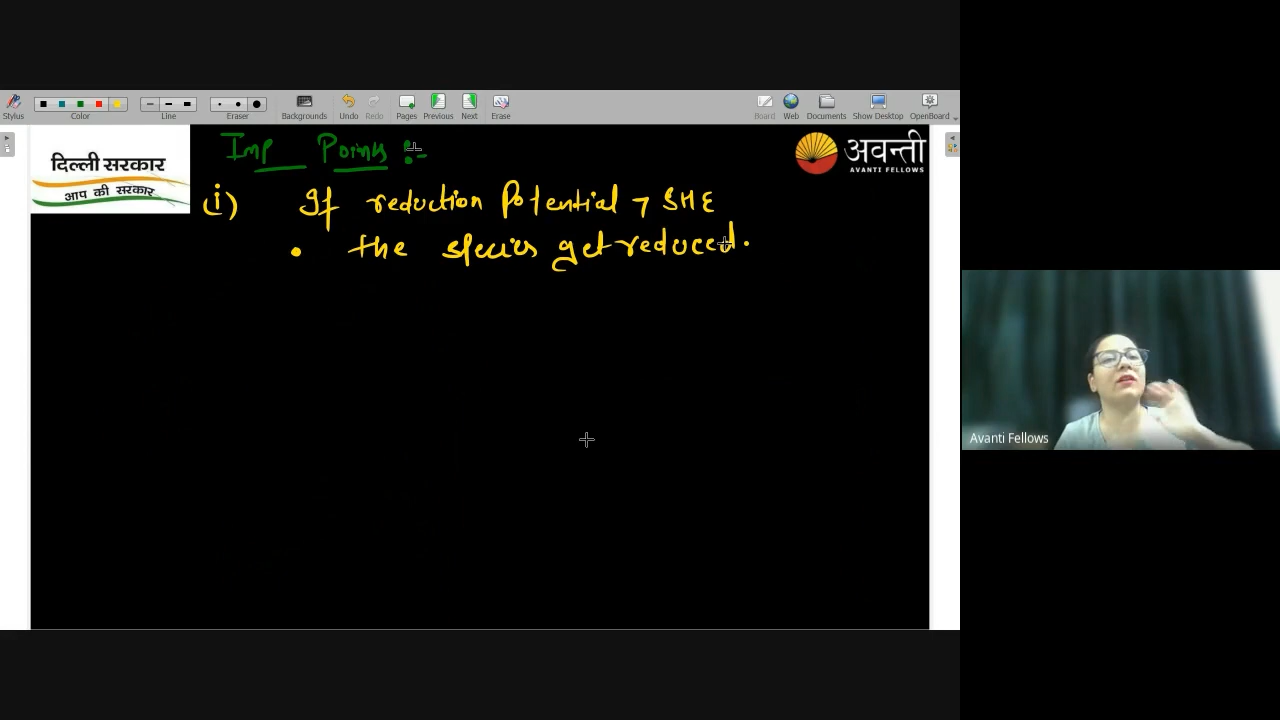 Stylus Color Line Eraser Backgrounds Undo Redo Pages Previous Next Erase Board Web Documents Show Desktop OpenBoard
दिल्ली सरकार
आप की सरकार
अवन्ती
AVANTI FELLOWS
Imp Points :-
(i) If reduction Potential > SHE
• the species get reduced.
Avanti Fellows